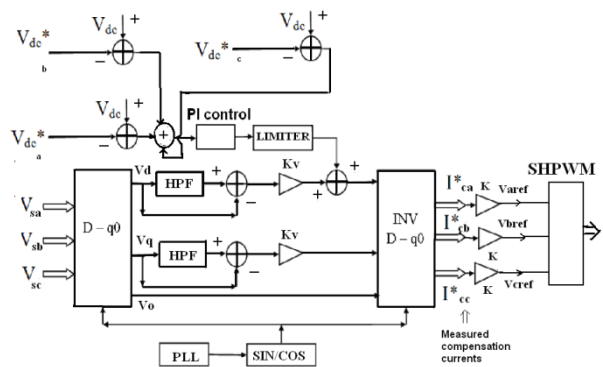 Vdc +
Vdc*
b
−
Vdc +
Vdc*
c
−
Vdc +
Vdc*
a
−
+
−
PI control
LIMITER
Vd
HPF
+
−
Kv
+
+
SHPWM
Vsa
Vsb
Vsc
D – q0
Vq
HPF
+
−
Kv
Vo
INV
D – q0
I*ca
K
Varef
I*cb
Vbref
K
I*cc
K
Vcref
Measured
compensation
currents
PLL
SIN/COS